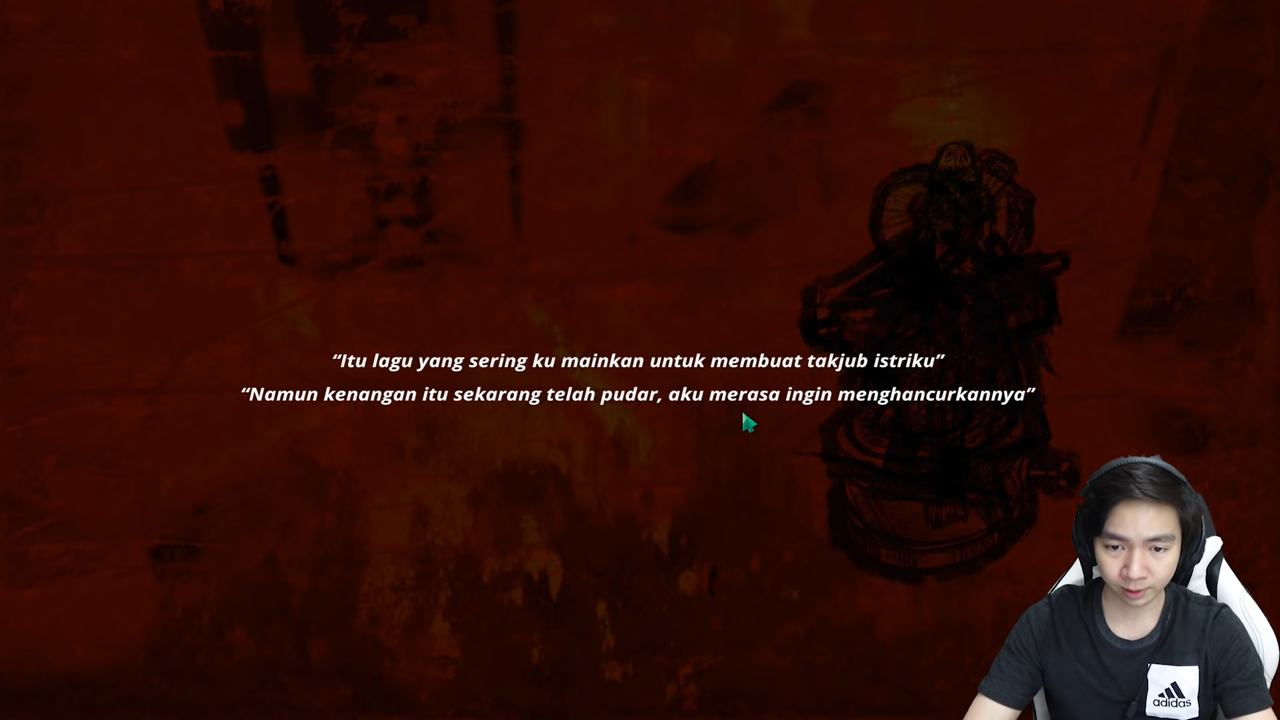 “Itu lagu yang sering ku mainkan untuk membuat takjub istriku”
“Namun kenangan itu sekarang telah pudar, aku merasa ingin menghancurkannya”
adidas